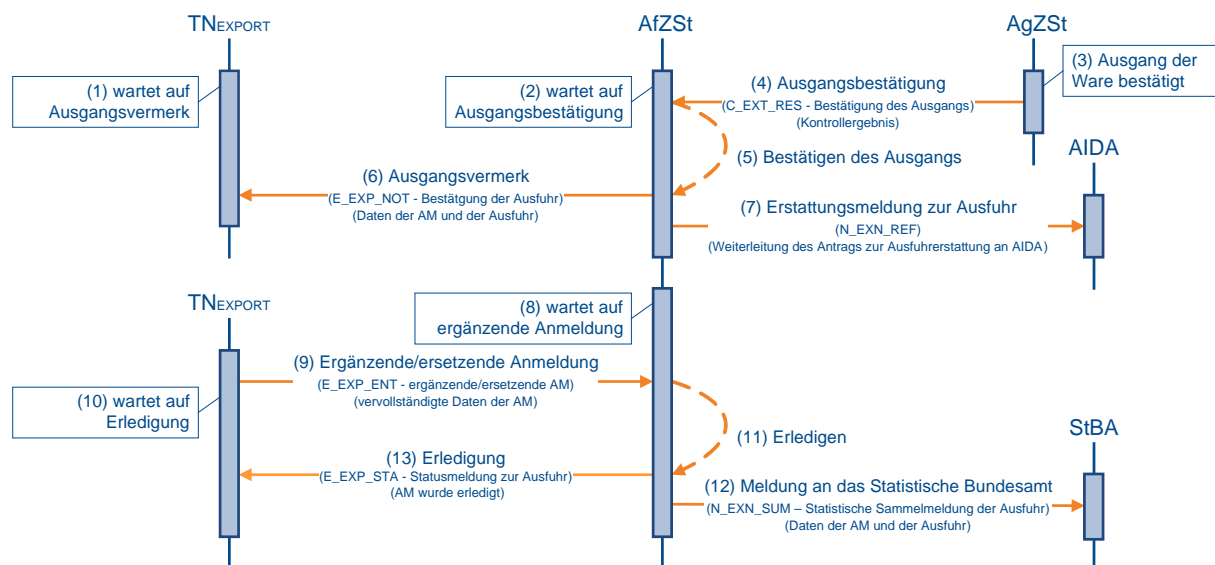 TNEXPORT
AfZSt
AgZSt
(1) wartet auf
Ausgangsvermerk
(2) wartet auf
Ausgangsbestätigung
(3) Ausgang der
Ware bestätigt
(4) Ausgangsbestätigung
(C_EXT_RES - Bestätigung des Ausgangs)
(Kontrollergebnis)
AIDA
(5) Bestätigen des Ausgangs
(6) Ausgangsvermerk
(E_EXP_NOT - Bestätgung der Ausfuhr)
(Daten der AM und der Ausfuhr)
(7) Erstattungsmeldung zur Ausfuhr
(N_EXN_REF)
(Weiterleitung des Antrags zur Ausfuhrerstattung an AIDA)
TNEXPORT
(8) wartet auf
ergänzende Anmeldung
(9) Ergänzende/ersetzende Anmeldung
(E_EXP_ENT - ergänzende/ersetzende AM)
(vervollständigte Daten der AM)
(10) wartet auf
Erledigung
(11) Erledigen
StBA
(13) Erledigung
(E_EXP_STA - Statusmeldung zur Ausfuhr)
(AM wurde erledigt)
(12) Meldung an das Statistische Bundesamt
(N_EXN_SUM – Statistische Sammelmeldung der Ausfuhr)
(Daten der AM und der Ausfuhr)